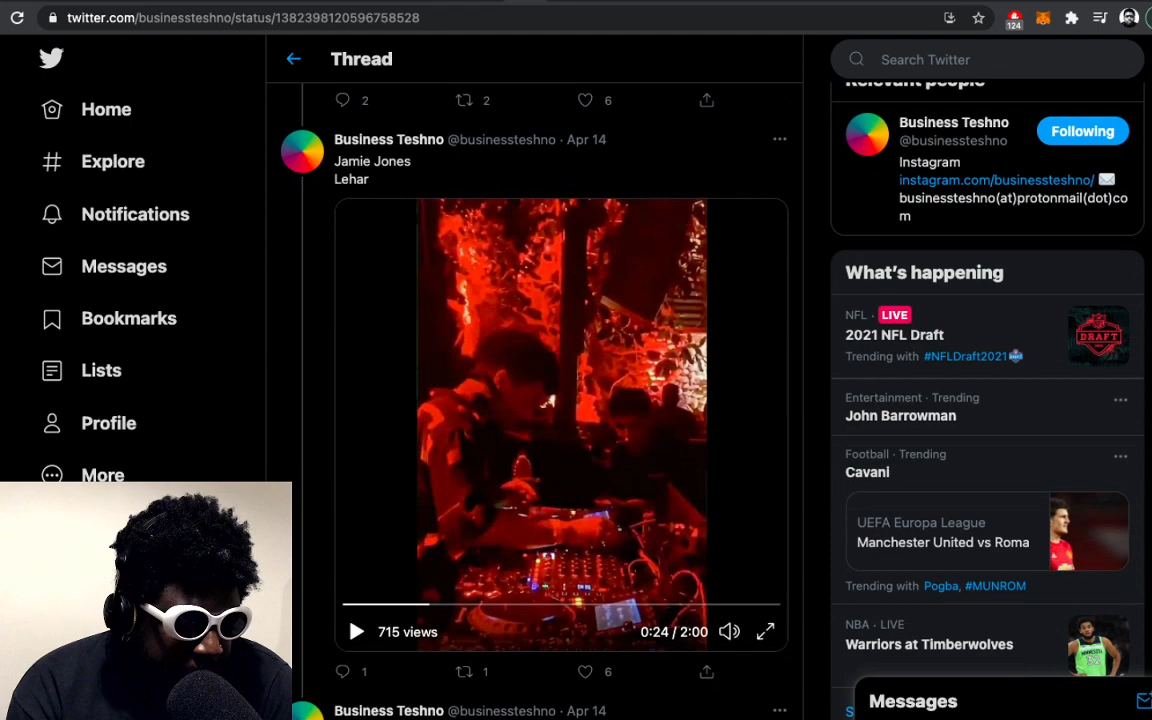 twitter.com/businessteshno/status/1382398120596758528
124
Home
Explore
Notifications
Messages
Bookmarks
Lists
Profile
More
Thread
2
2
6
Business Teshno @businessteshno · Apr 14
Jamie Jones
Lehar
715 views
0:24 / 2:00
1
1
6
Business Teshno @businessteshno · Apr 14
Search Twitter
Relevant people
Business Teshno
@businessteshno
Following
Instagram
instagram.com/businessteshno/
businessteshno(at)protonmail(dot)co
m
What's happening
NFL · LIVE
2021 NFL Draft
Trending with #NFLDraft2021
DRAFT
Entertainment · Trending
John Barrowman
Football · Trending
Cavani
UEFA Europa League
Manchester United vs Roma
Trending with Pogba, #MUNROM
NBA · LIVE
Warriors at Timberwolves
S
Messages